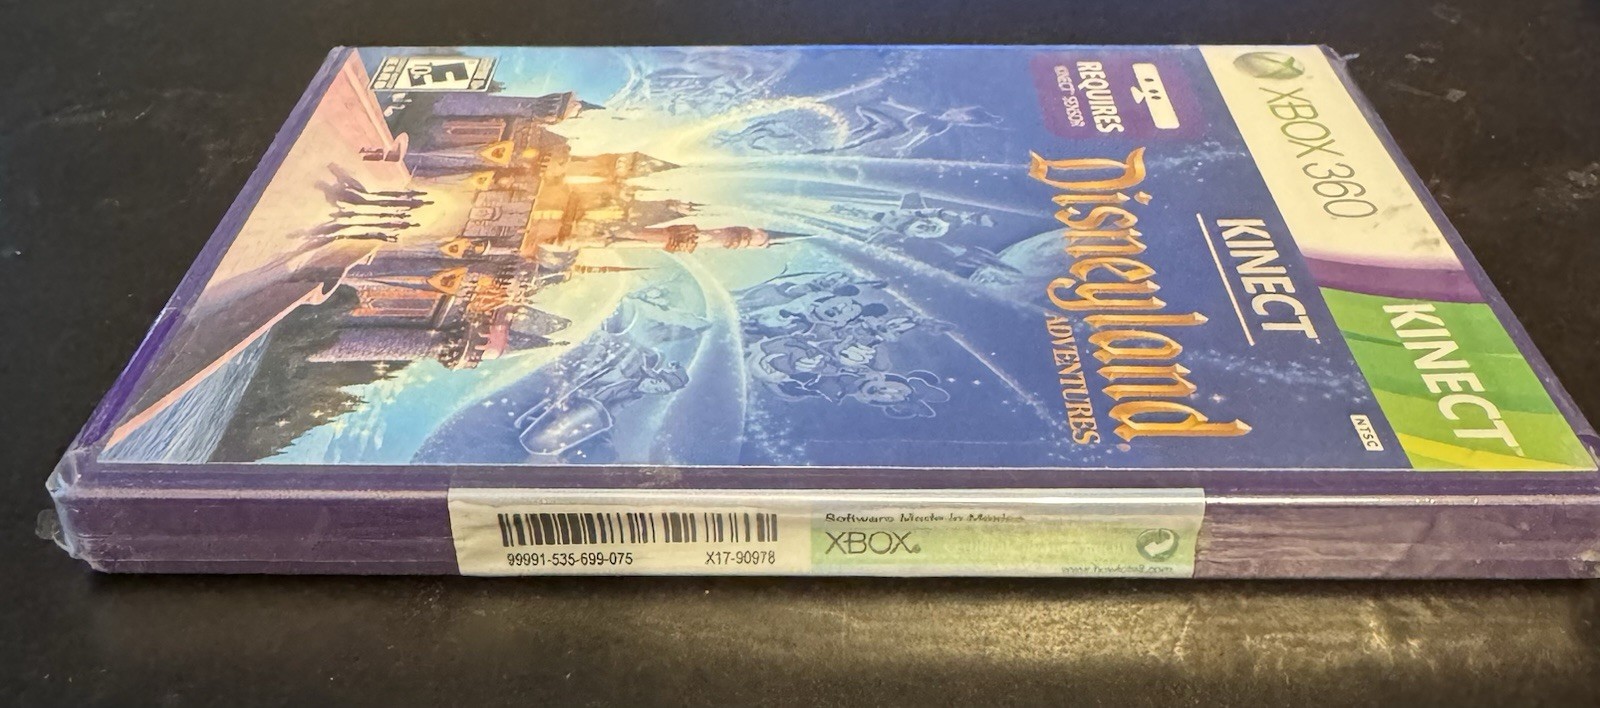 XBOX 360
KINECT
REQUIRES
KINECT SENSOR
KINECT
Disneyland
ADVENTURES
NTSC
E
10+
Software Made in Mexico
XBOX
99991-535-699-075
X17-90978